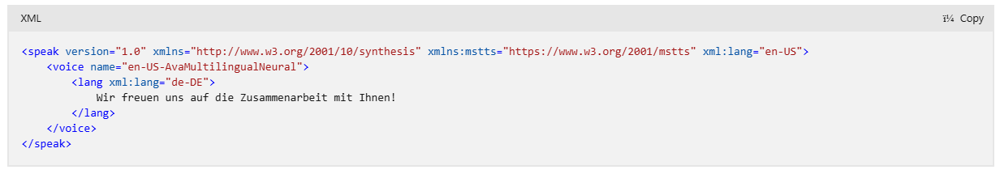 XML
ï¼ Copy
<speak version="1.0" xmlns="http://www.w3.org/2001/10/synthesis" xmlns:mstts="https://www.w3.org/2001/mstts" xml:lang="en-US">
    <voice name="en-US-AvaMultilingualNeural">
        <lang xml:lang="de-DE">
            Wir freuen uns auf die Zusammenarbeit mit Ihnen!
        </lang>
    </voice>
</speak>